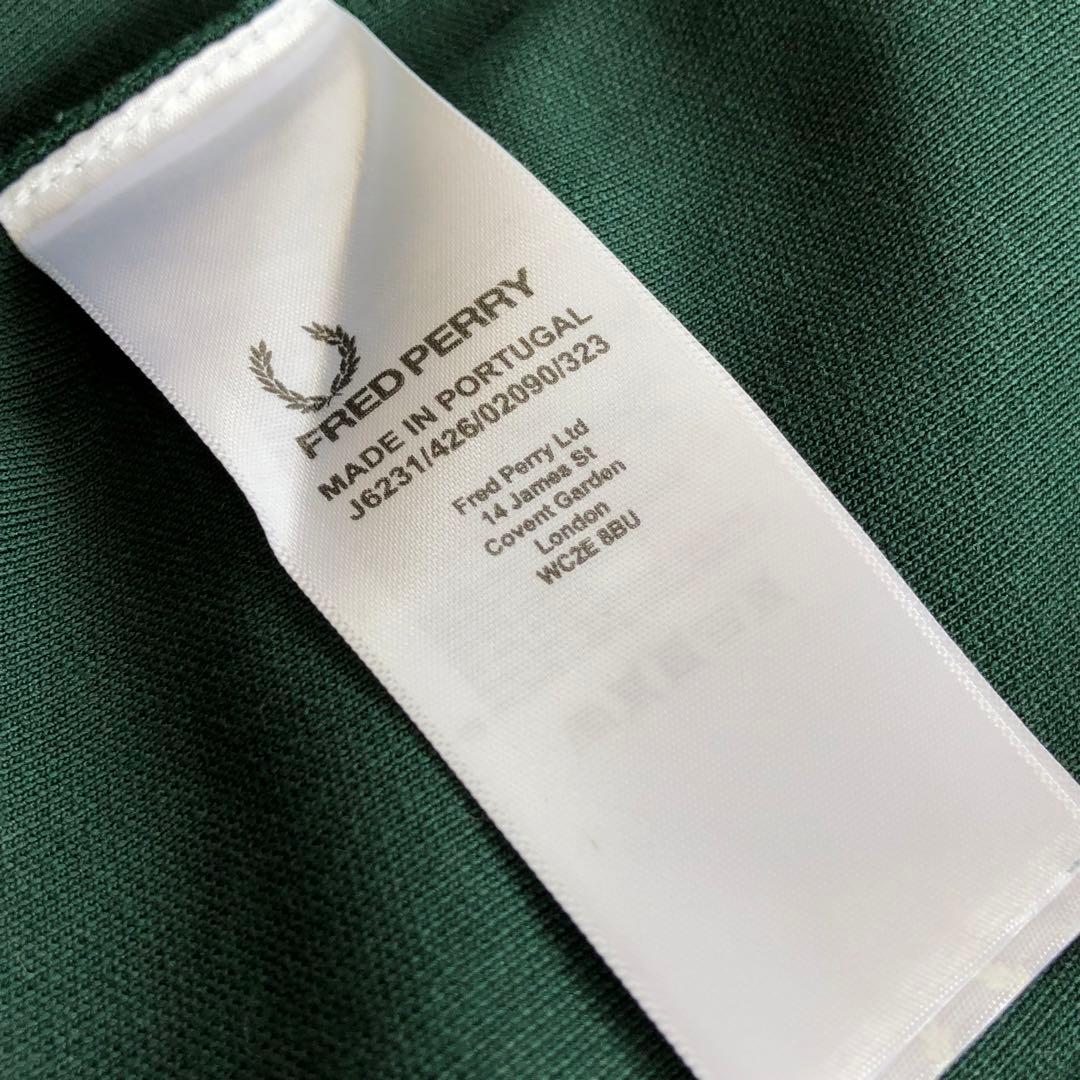 FRED PERRY
MADE IN PORTUGAL
J6231/426/02090/323
Fred Perry Ltd
14 James St
Covent Garden
London
WC2E 8BU